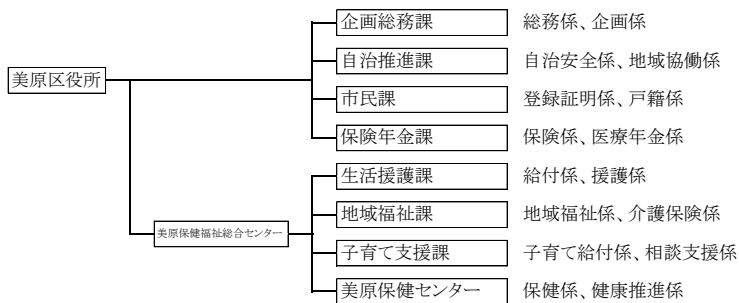 企画総務課 総務係、企画係
自治推進課 自治安全係、地域協働係
美原区役所
市民課 登録証明係、戸籍係
保険年金課 保険係、医療年金係
生活援護課 給付係、援護係
地域福祉課 地域福祉係、介護保険係
美原保健福祉総合センター
子育て支援課 子育て給付係、相談支援係
美原保健センター 保健係、健康推進係